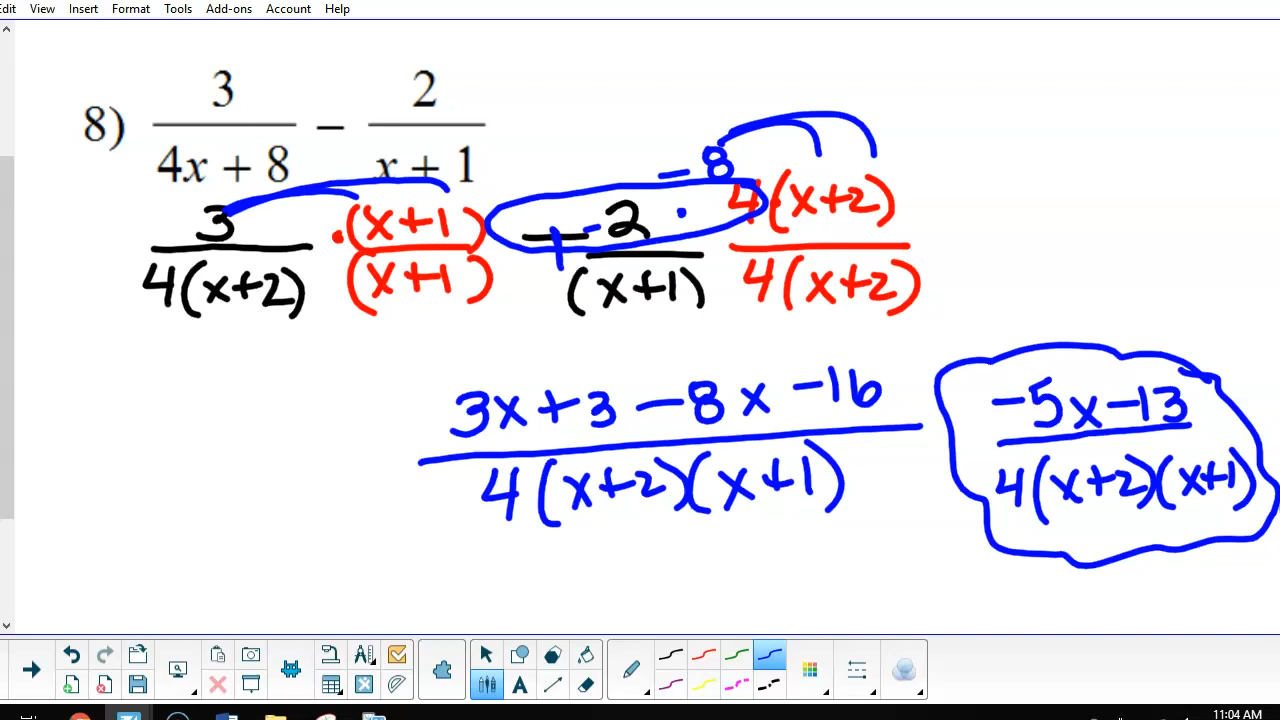 Edit View Insert Format Tools Add-ons Account Help
8) 3/(4x + 8) − 2/(x + 1)
3/4(x+2) · (x+1)/(x+1) + -2/(x+1) · 4(x+2)/4(x+2)
-8
3x+3-8x-16/4(x+2)(x+1)
-5x-13/4(x+2)(x+1)
A
11:04 AM